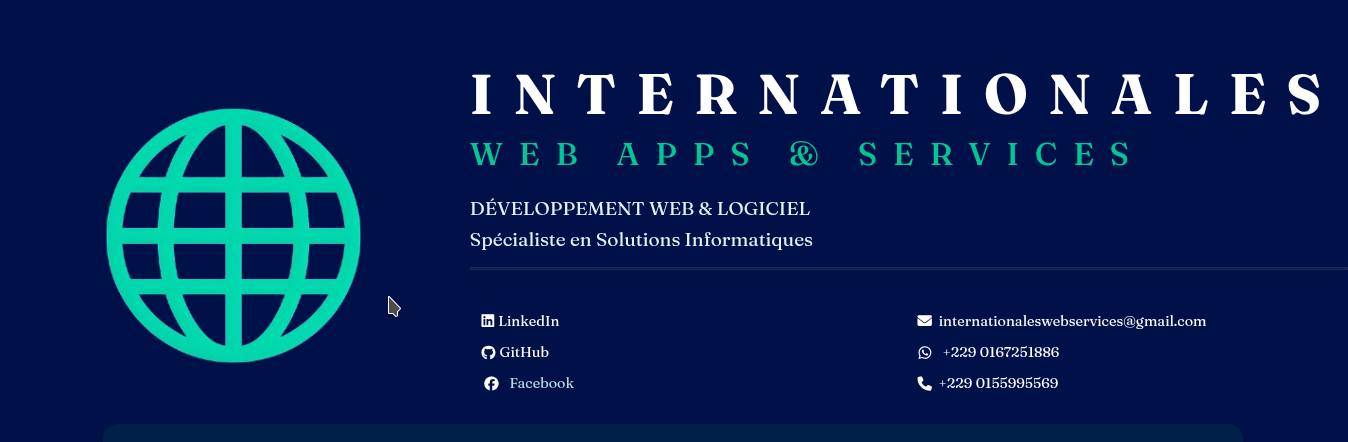 INTERNATIONALES
WEB APPS & SERVICES
DÉVELOPPEMENT WEB & LOGICIEL
Spécialiste en Solutions Informatiques
LinkedIn
GitHub
Facebook
internationaleswebservices@gmail.com
+229 0167251886
+229 0155995569